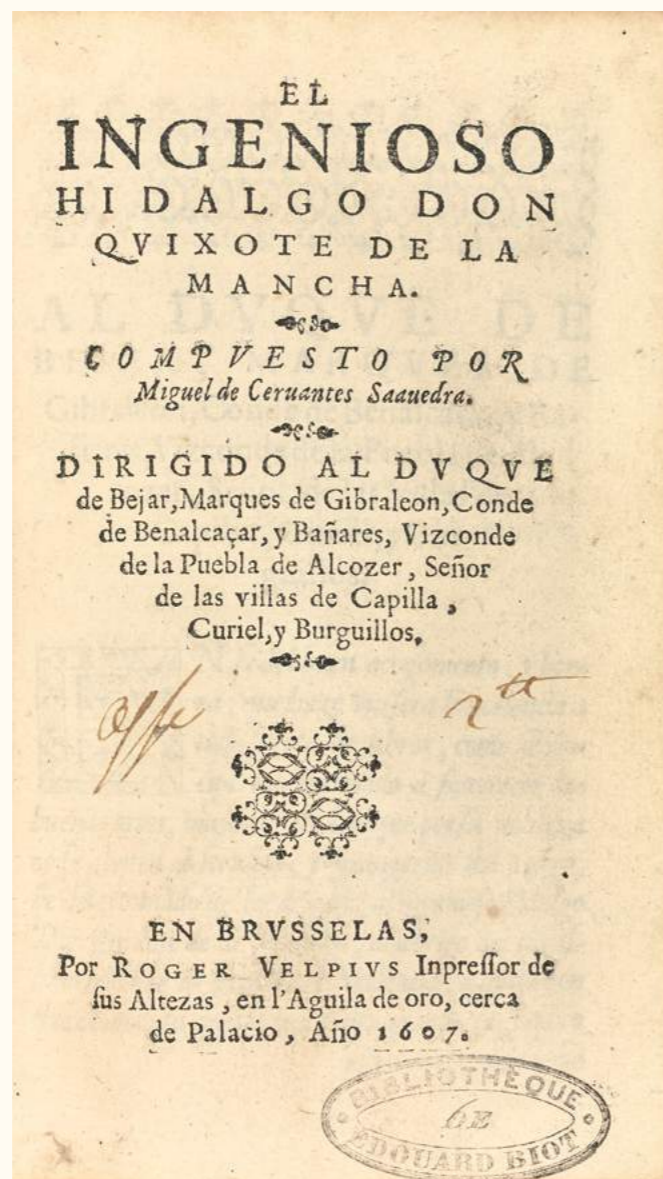 EL
INGENIOSO
HIDALGO DON
QVIXOTE DE LA
MANCHA.
COMPVESTO POR
Miguel de Ceruantes Saauedra.
DIRIGIDO AL DVQVE
de Bejar, Marques de Gibraleon, Conde
de Benalcaçar, y Bañares, Vizconde
de la Puebla de Alcozer, Señor
de las villas de Capilla,
Curiel, y Burguillos.
2tt
EN BRVSSELAS,
Por ROGER VELPIVS Inpreſſor de
ſus Altezas, en l'Aguila de oro, cerca
de Palacio, Año 1607.
BIBLIOTHÈQUE
DE
EDOUARD BIOT